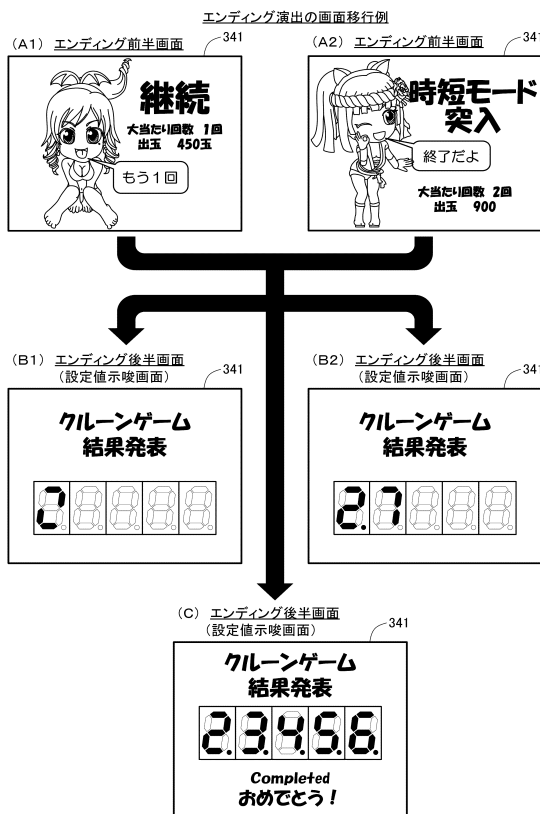 エンディング演出の画面移行例
(A1) エンディング前半画面
341
継続
大当たり回数 1回
出玉 450玉
もう1回
(A2) エンディング前半画面
341
時短モード
突入
終了だよ
大当たり回数 2回
出玉 900
(B1) エンディング後半画面
(設定値示唆画面)
341
クルーンゲーム
結果発表
(B2) エンディング後半画面
(設定値示唆画面)
341
クルーンゲーム
結果発表
2.7
(C) エンディング後半画面
(設定値示唆画面)
341
クルーンゲーム
結果発表
2.3.4.5.6.
Completed
おめでとう!